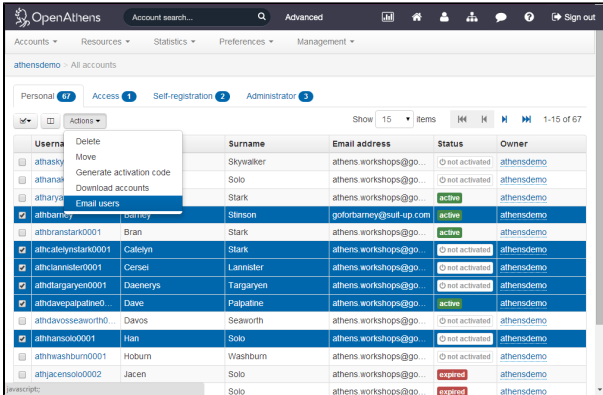 OpenAthens Account search... Advanced Sign out
Accounts Resources Statistics Preferences Management
athensdemo > All accounts
Personal 67 Access 1 Self-registration 2 Administrator 3
Actions Show 15 items 1-15 of 67
Delete
Move
Generate activation code
Download accounts
Email users
Userna Surname Email address Status Owner
athasky Skywalker athens.workshops@go... not activated athensdemo
athanak Solo athens.workshops@go... not activated athensdemo
atharya Stark athens.workshops@go... active athensdemo
athbarney Barney Stinson goforbarney@suit-up.com active athensdemo
athbranstark0001 Bran Stark athens.workshops@go... active athensdemo
athcatelynstark0001 Catelyn Stark athens.workshops@go... not activated athensdemo
athclannister0001 Cersei Lannister athens.workshops@go... not activated athensdemo
athdtargaryen0001 Daenerys Targaryen athens.workshops@go... not activated athensdemo
athdavepalpatine0... Dave Palpatine athens.workshops@go... active athensdemo
athdavosseaworth0... Davos Seaworth athens.workshops@go... not activated athensdemo
athhansolo0001 Han Solo athens.workshops@go... not activated athensdemo
athhwashburn0001 Hoburn Washburn athens.workshops@go... not activated athensdemo
athjacensolo0002 Jacen Solo athens.workshops@go... expired athensdemo
javascript:; Solo athens.workshops@go... expired athensdemo